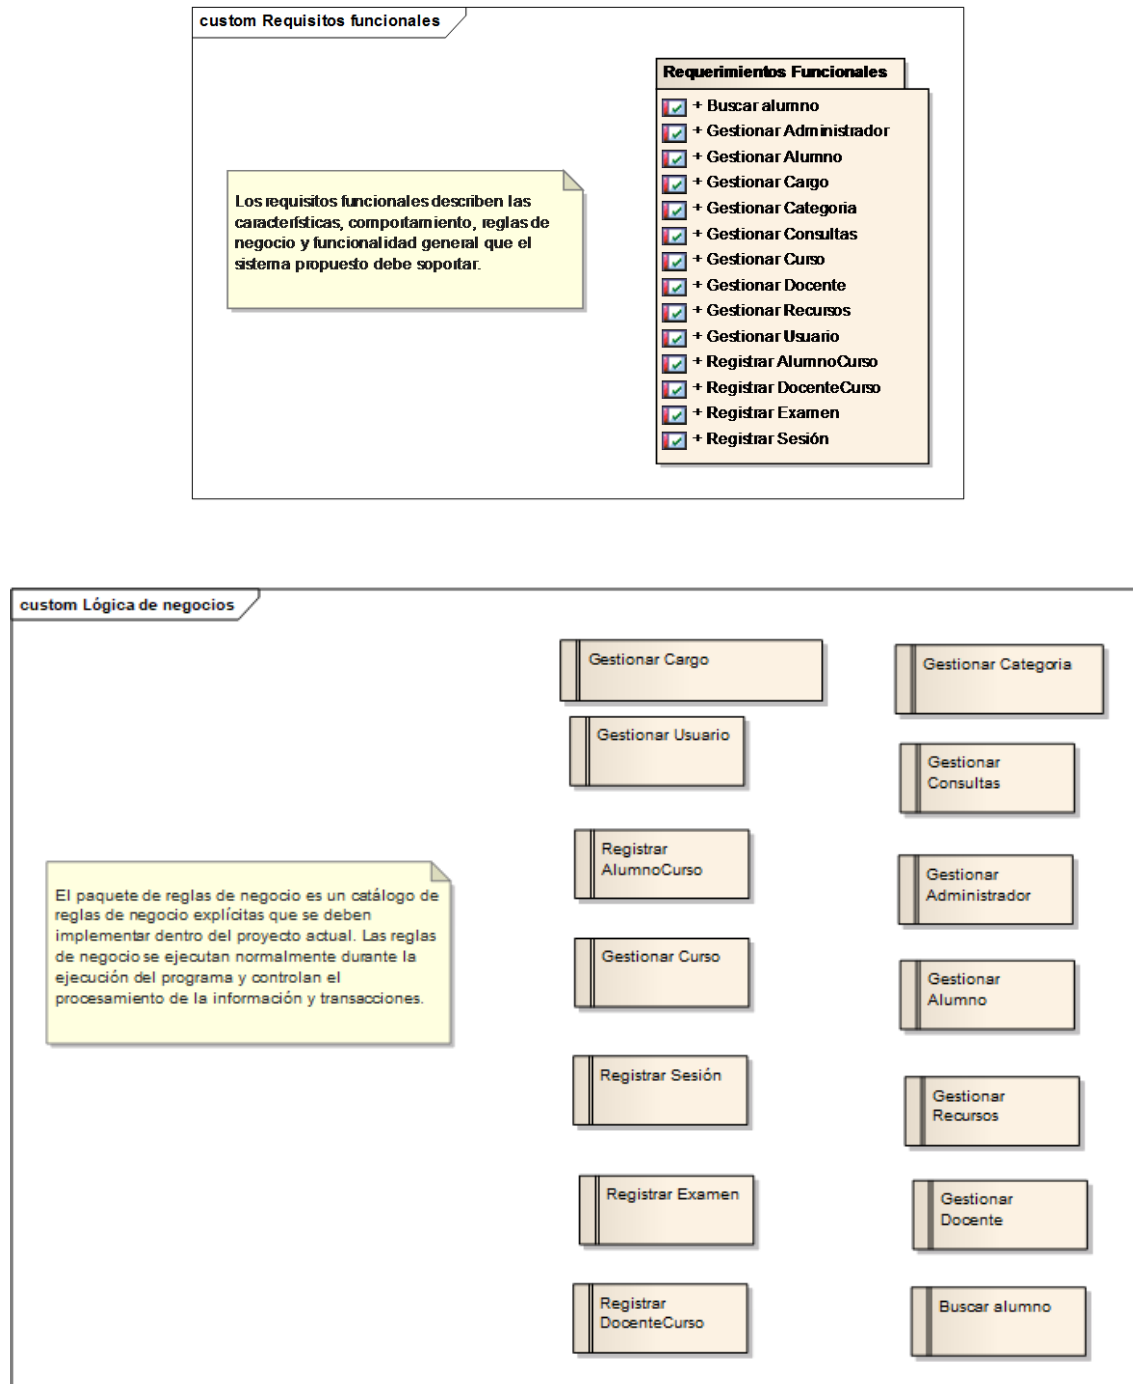 custom Requisitos funcionales
Requerimientos Funcionales
+ Buscar alumno
+ Gestionar Administrador
+ Gestionar Alumno
+ Gestionar Cargo
+ Gestionar Categoria
+ Gestionar Consultas
+ Gestionar Curso
+ Gestionar Docente
+ Gestionar Recursos
+ Gestionar Usuario
+ Registrar AlumnoCurso
+ Registrar DocenteCurso
+ Registrar Examen
+ Registrar Sesión
Los requisitos funcionales describen las
características, comportamiento, reglas de
negocio y funcionalidad general que el
sistema propuesto debe soportar.
custom Lógica de negocios
El paquete de reglas de negocio es un catálogo de
reglas de negocio explícitas que se deben
implementar dentro del proyecto actual. Las reglas
de negocio se ejecutan normalmente durante la
ejecución del programa y controlan el
procesamiento de la información y transacciones.
Gestionar Cargo
Gestionar Usuario
Registrar
AlumnoCurso
Gestionar Curso
Registrar Sesión
Registrar Examen
Registrar
DocenteCurso
Gestionar Categoria
Gestionar
Consultas
Gestionar
Administrador
Gestionar
Alumno
Gestionar
Recursos
Gestionar
Docente
Buscar alumno